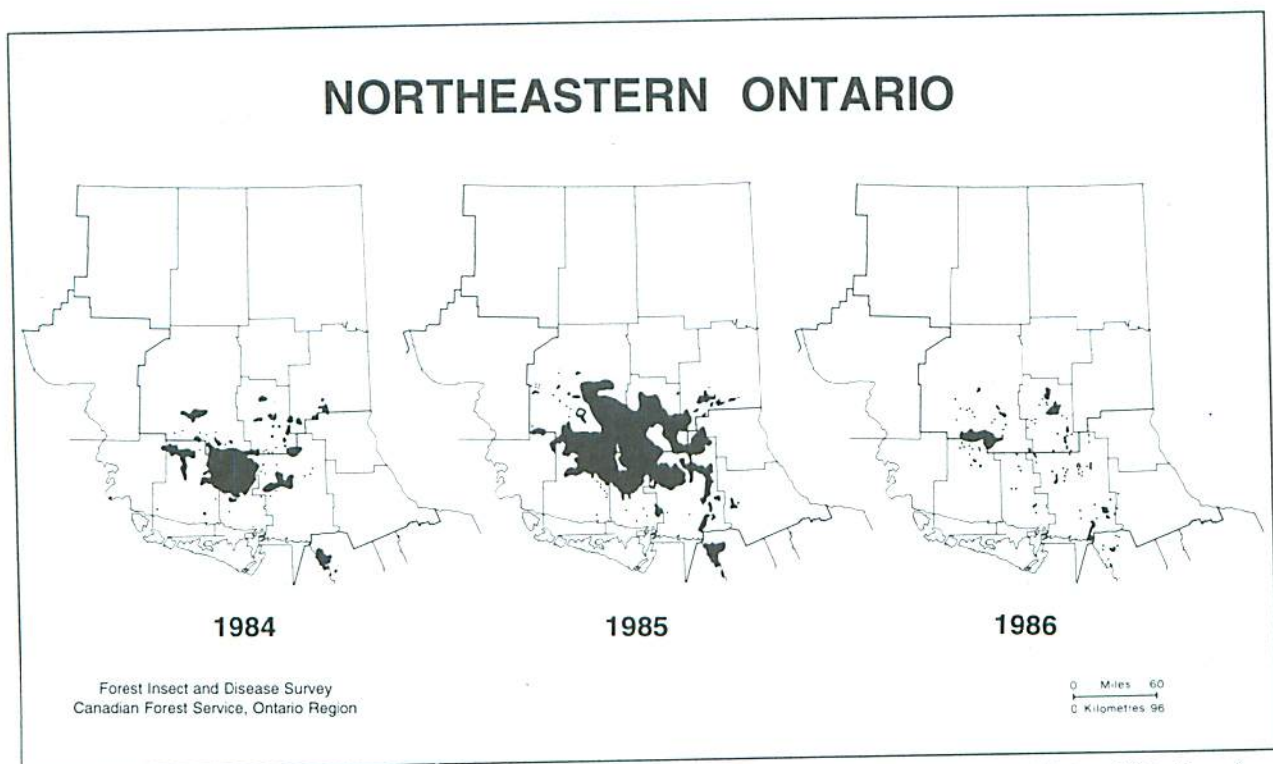 NORTHEASTERN ONTARIO
1984
1985
1986
Forest Insect and Disease Survey
Canadian Forest Service, Ontario Region
0 Miles 60
0 Kilometres 96